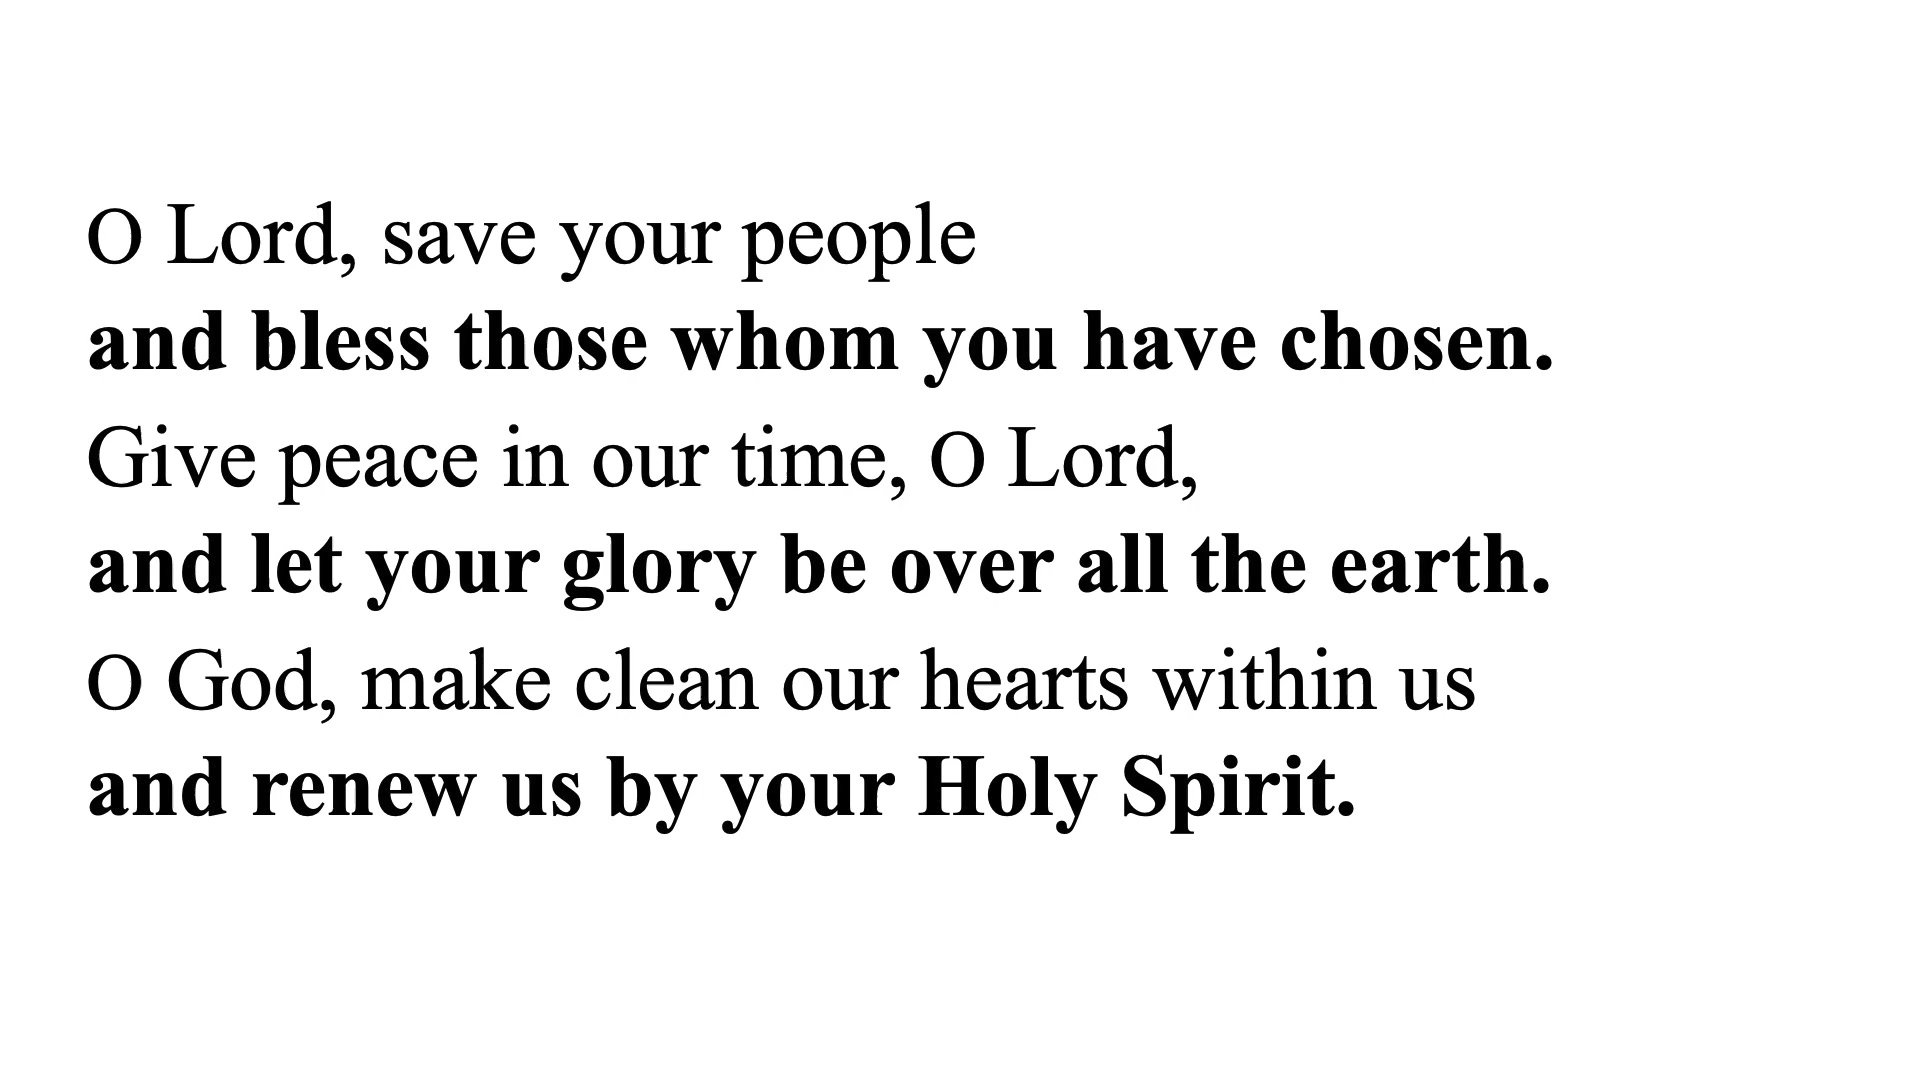 O Lord, save your people
and bless those whom you have chosen.
Give peace in our time, O Lord,
and let your glory be over all the earth.
O God, make clean our hearts within us
and renew us by your Holy Spirit.